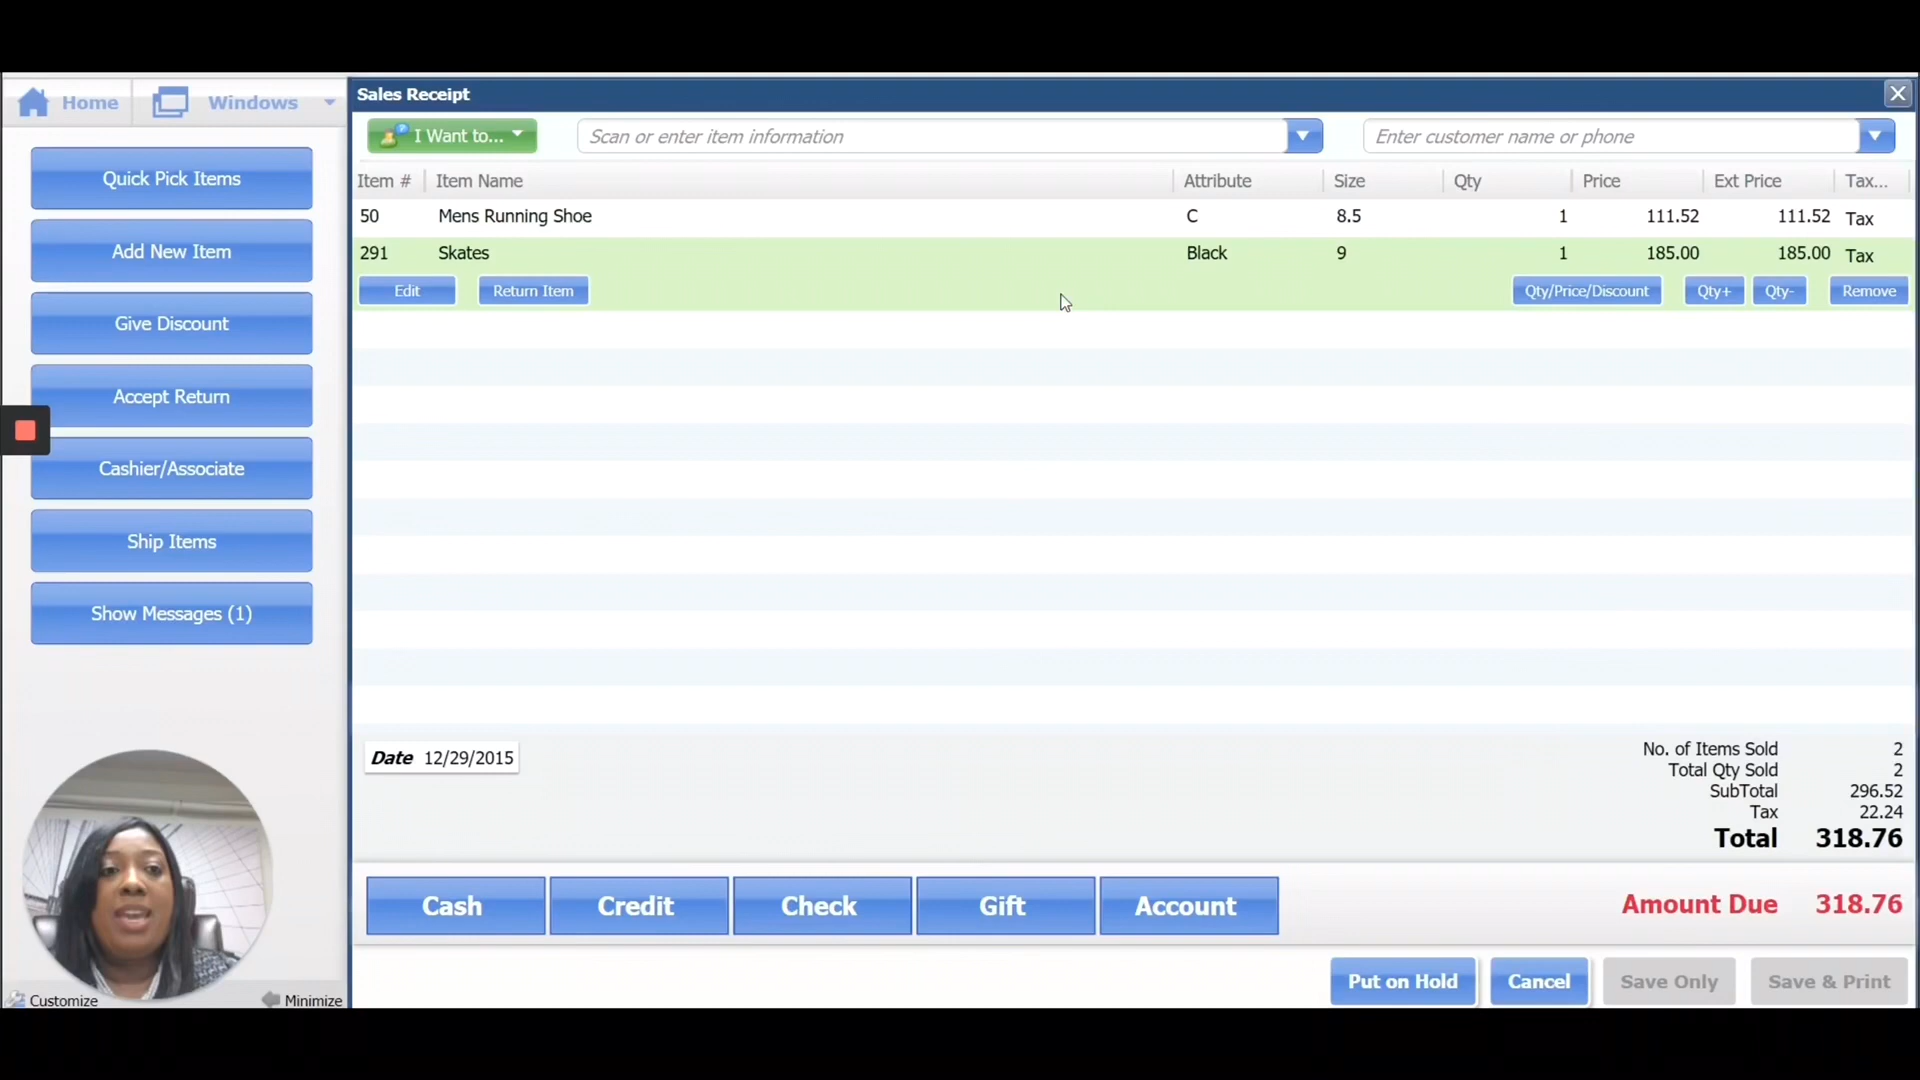 Home Windows
Sales Receipt
I Want to... Scan or enter item information Enter customer name or phone
Item # Item Name Attribute Size Qty Price Ext Price Tax...
50 Mens Running Shoe C 8.5 1 111.52 111.52 Tax
291 Skates Black 9 1 185.00 185.00 Tax
Edit Return Item Qty/Price/Discount Qty+ Qty- Remove
Quick Pick Items
Add New Item
Give Discount
Accept Return
Cashier/Associate
Ship Items
Show Messages (1)
Customize Minimize
Date 12/29/2015
No. of Items Sold 2
Total Qty Sold 2
SubTotal 296.52
Tax 22.24
Total 318.76
Cash Credit Check Gift Account
Amount Due 318.76
Put on Hold Cancel Save Only Save & Print